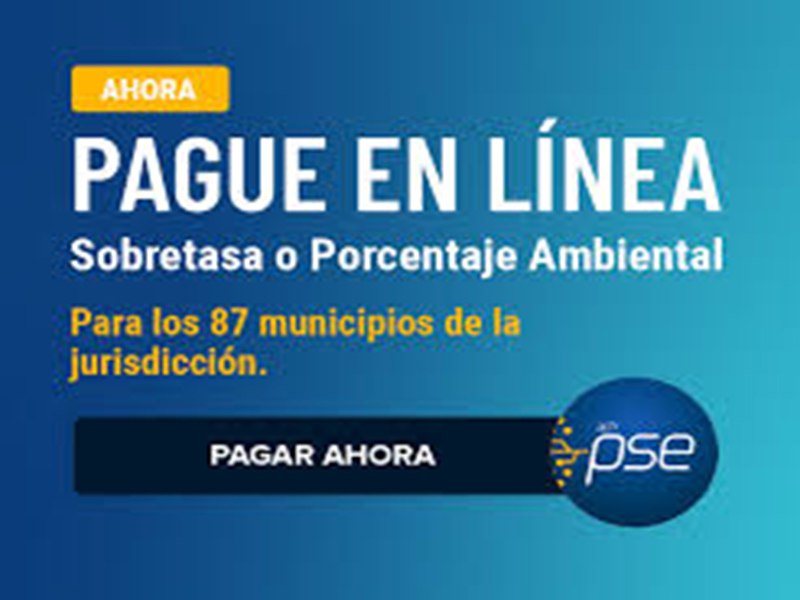 AHORA
PAGUE EN LÍNEA
Sobretasa o Porcentaje Ambiental
Para los 87 municipios de la
jurisdicción.
PAGAR AHORA
pse